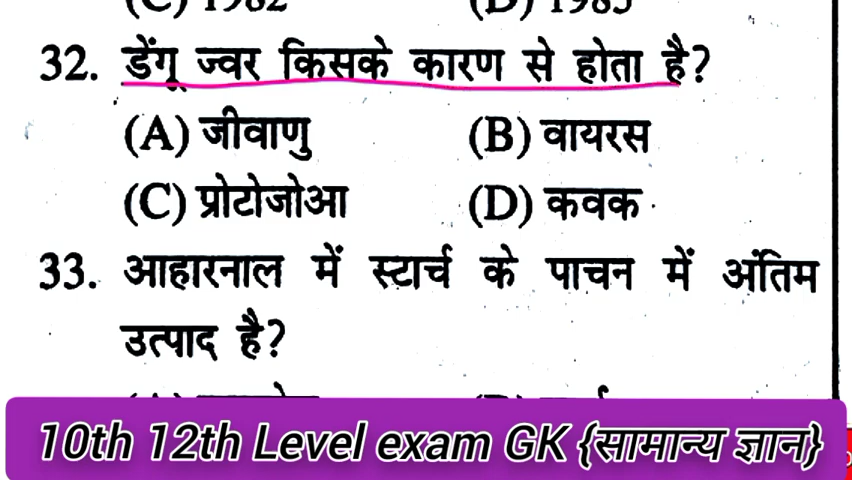 32. डेंगू ज्वर किसके कारण से होता है?
(A) जीवाणु (B) वायरस
(C) प्रोटोजोआ (D) कवक
33. आहारनाल में स्टार्च के पाचन में अंतिम
उत्पाद है?
10th 12th Level exam GK {सामान्य ज्ञान}